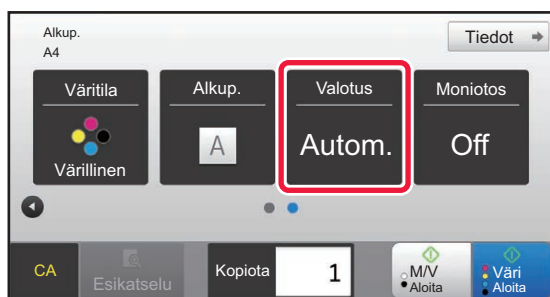 Alkup.
A4
Tiedot
Väritila
Värillinen
Alkup.
A
Valotus
Autom.
Moniotos
Off
CA
Esikatselu
Kopiota
1
M/V
Aloita
Väri
Aloita